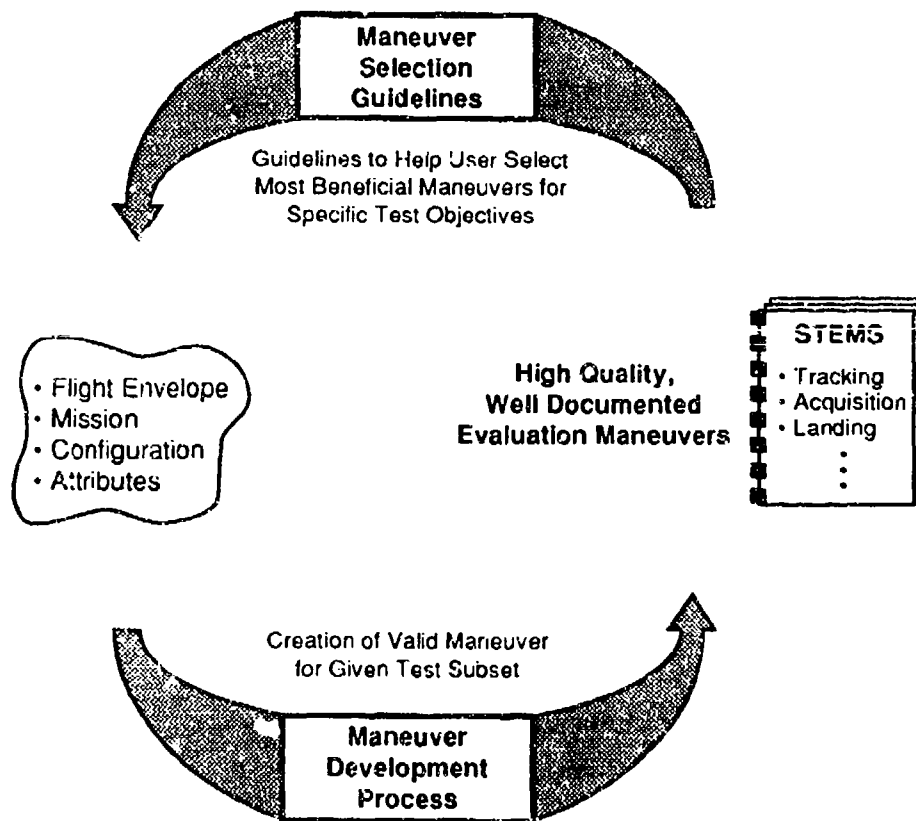 Maneuver
Selection
Guidelines
Guidelines to Help User Select
Most Beneficial Maneuvers for
Specific Test Objectives
• Flight Envelope
• Mission
• Configuration
• Attributes
High Quality,
Well Documented
Evaluation Maneuvers
STEMS
• Tracking
• Acquisition
• Landing
•
•
•
Creation of Valid Maneuver
for Given Test Subset
Maneuver
Development
Process